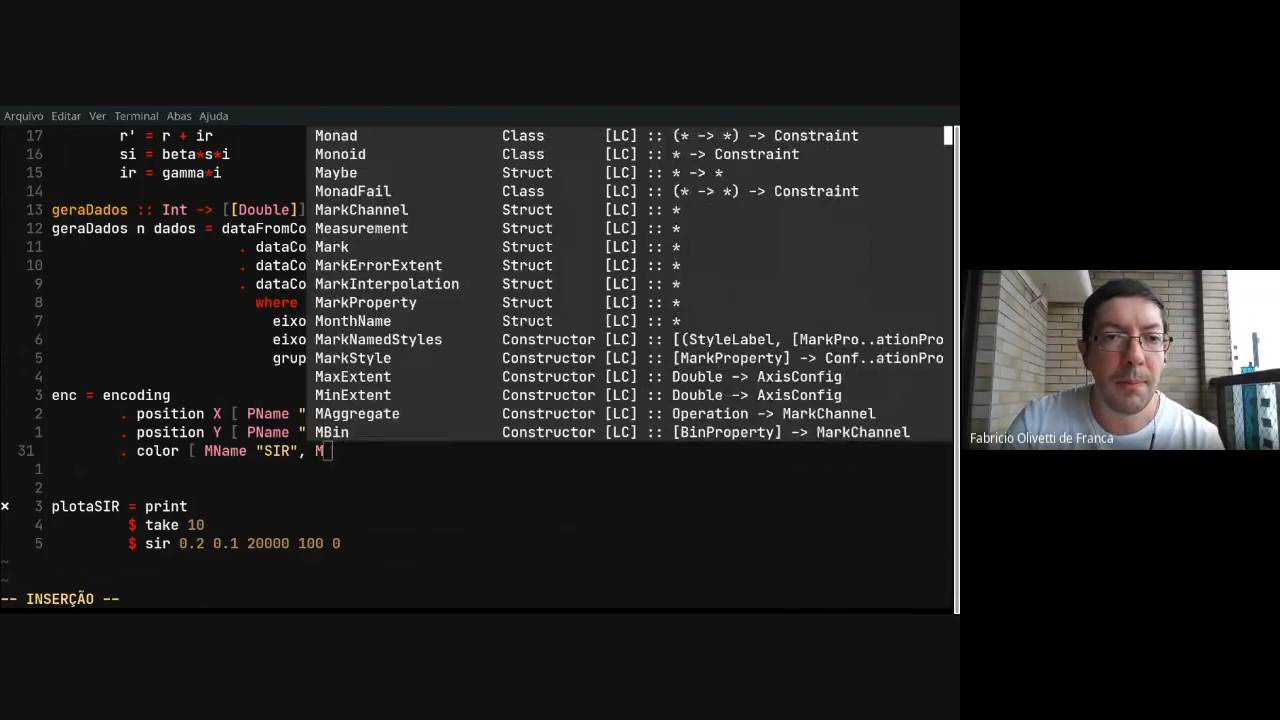 Arquivo Editar Ver Terminal Abas Ajuda
17 r' = r + ir Monad Class [LC] :: (* -> *) -> Constraint
16 si = beta*s*i Monoid Class [LC] :: * -> Constraint
15 ir = gamma*i Maybe Struct [LC] :: * -> *
14 MonadFail Class [LC] :: (* -> *) -> Constraint
13 geraDados :: Int -> [[Double]] MarkChannel Struct [LC] :: *
12 geraDados n dados = dataFromCo Measurement Struct [LC] :: *
11 . dataCo Mark Struct [LC] :: *
10 . dataCo MarkErrorExtent Struct [LC] :: *
9 . dataCo MarkInterpolation Struct [LC] :: *
8 where MarkProperty Struct [LC] :: *
7 eixo MonthName Struct [LC] :: *
6 eixo MarkNamedStyles Constructor [LC] :: [(StyleLabel, [MarkPro..ationPro
5 grup MarkStyle Constructor [LC] :: [MarkProperty] -> Conf..ationPro
4 MaxExtent Constructor [LC] :: Double -> AxisConfig
3 enc = encoding MinExtent Constructor [LC] :: Double -> AxisConfig
2 . position X [ PName " MAggregate Constructor [LC] :: Operation -> MarkChannel
1 . position Y [ PName " MBin Constructor [LC] :: [BinProperty] -> MarkChannel
31 . color [ MName "SIR", M
1
2
× 3 plotaSIR = print
4 $ take 10
5 $ sir 0.2 0.1 20000 100 0
~
~
-- INSERÇÃO --
Fabricio Olivetti de Franca